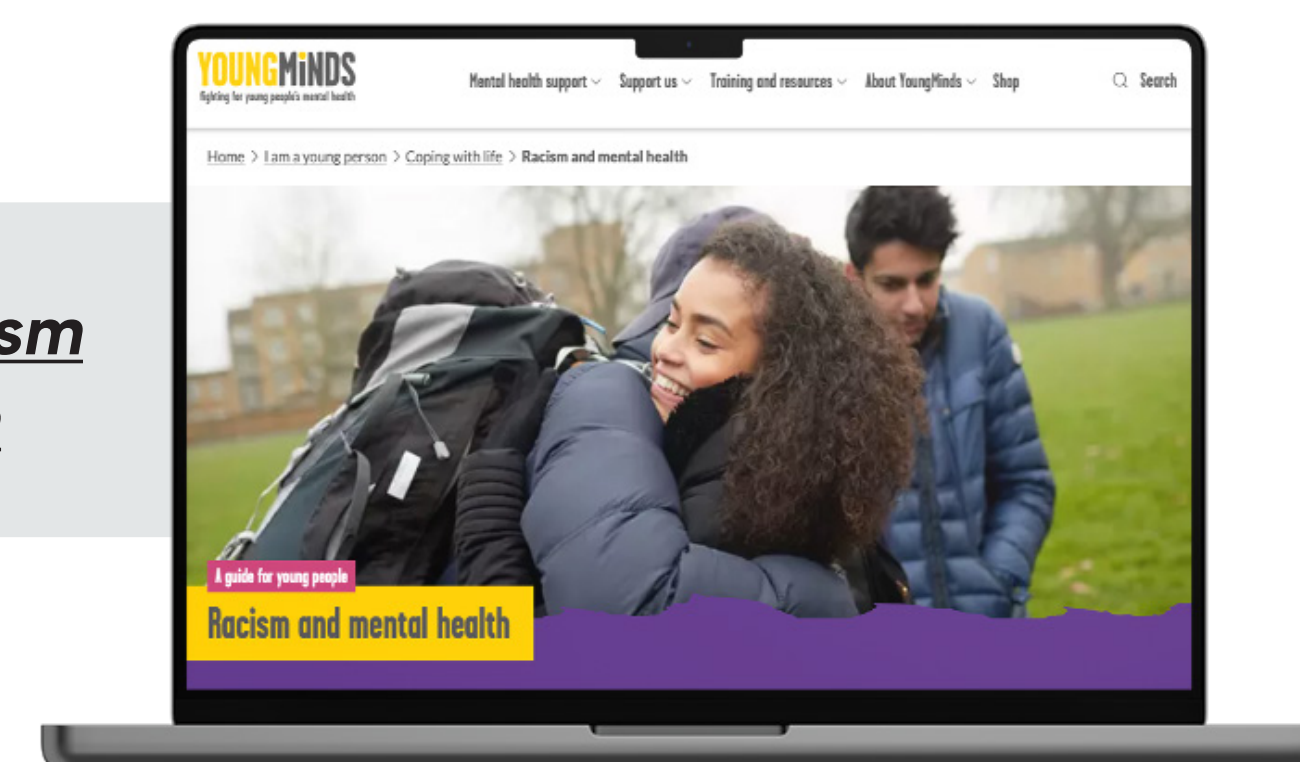 YOUNGMiNDS
fighting for young people's mental health
Mental health support Support us Training and resources About YoungMinds Shop Search
Home > I am a young person > Coping with life > Racism and mental health
sm
A guide for young people
Racism and mental health